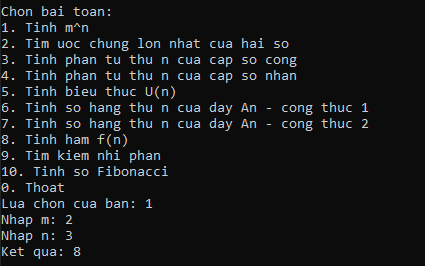 Chon bai toan:
1. Tinh m^n
2. Tim uoc chung lon nhat cua hai so
3. Tinh phan tu thu n cua cap so cong
4. Tinh phan tu thu n cua cap so nhan
5. Tinh bieu thuc U(n)
6. Tinh so hang thu n cua day An - cong thuc 1
7. Tinh so hang thu n cua day An - cong thuc 2
8. Tinh ham f(n)
9. Tim kiem nhi phan
10. Tinh so Fibonacci
0. Thoat
Lua chon cua ban: 1
Nhap m: 2
Nhap n: 3
Ket qua: 8